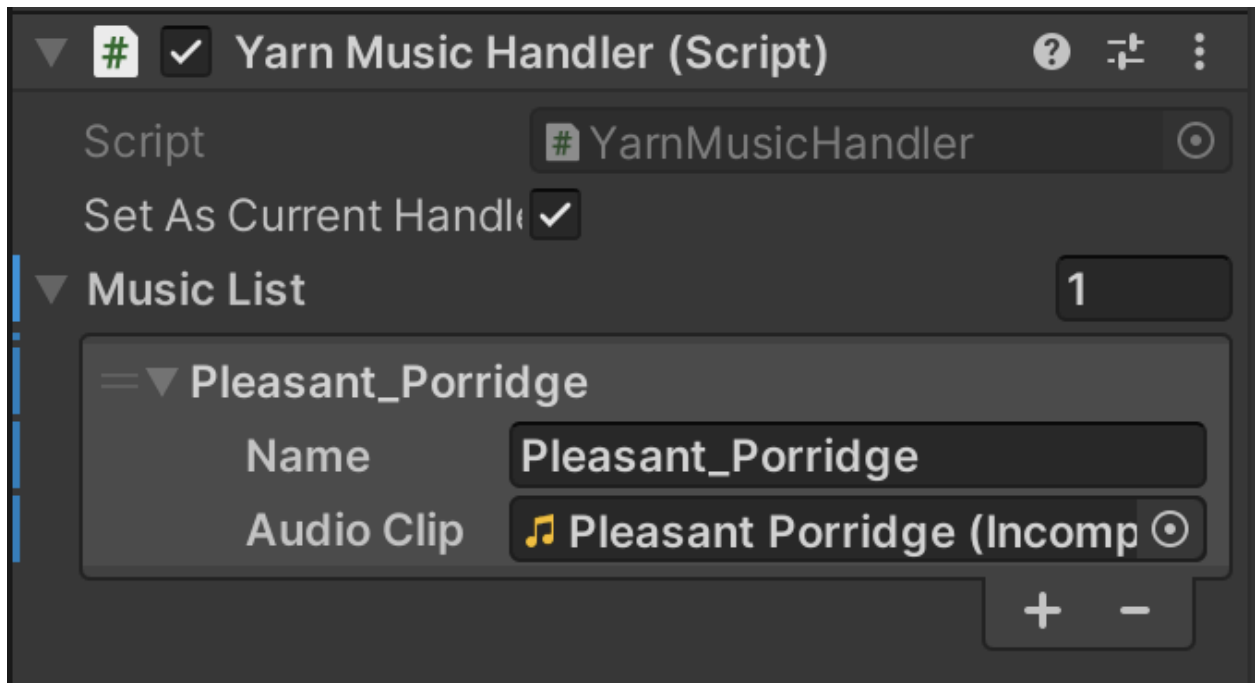 # Yarn Music Handler (Script) ?
Script # YarnMusicHandler
Set As Current Handle
Music List 1
Pleasant_Porridge
Name Pleasant_Porridge
Audio Clip Pleasant Porridge (Incomp
+ -